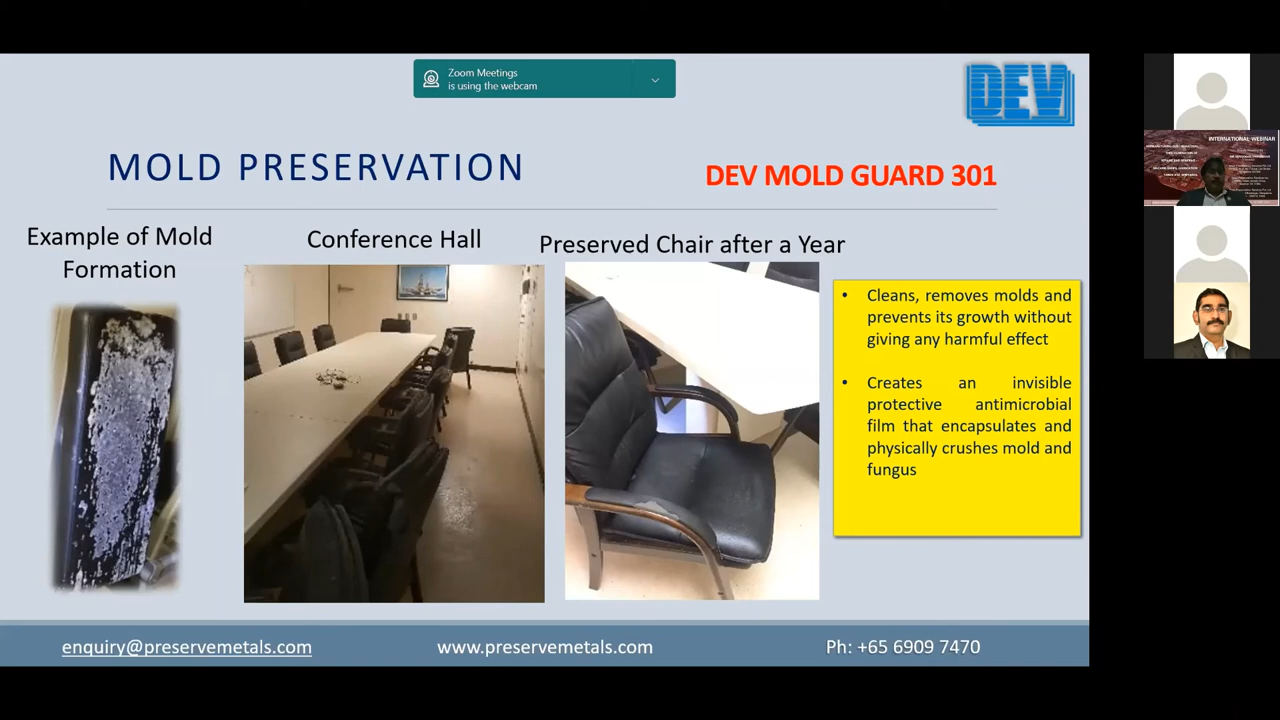 Zoom Meetings
is using the webcam
DEV
MOLD PRESERVATION
DEV MOLD GUARD 301
Example of Mold
Formation
Conference Hall
Preserved Chair after a Year
• Cleans, removes molds and
prevents its growth without
giving any harmful effect
• Creates an invisible
protective antimicrobial
film that encapsulates and
physically crushes mold and
fungus
enquiry@preservemetals.com
www.preservemetals.com
Ph: +65 6909 7470
INTERNATIONAL WEBINAR